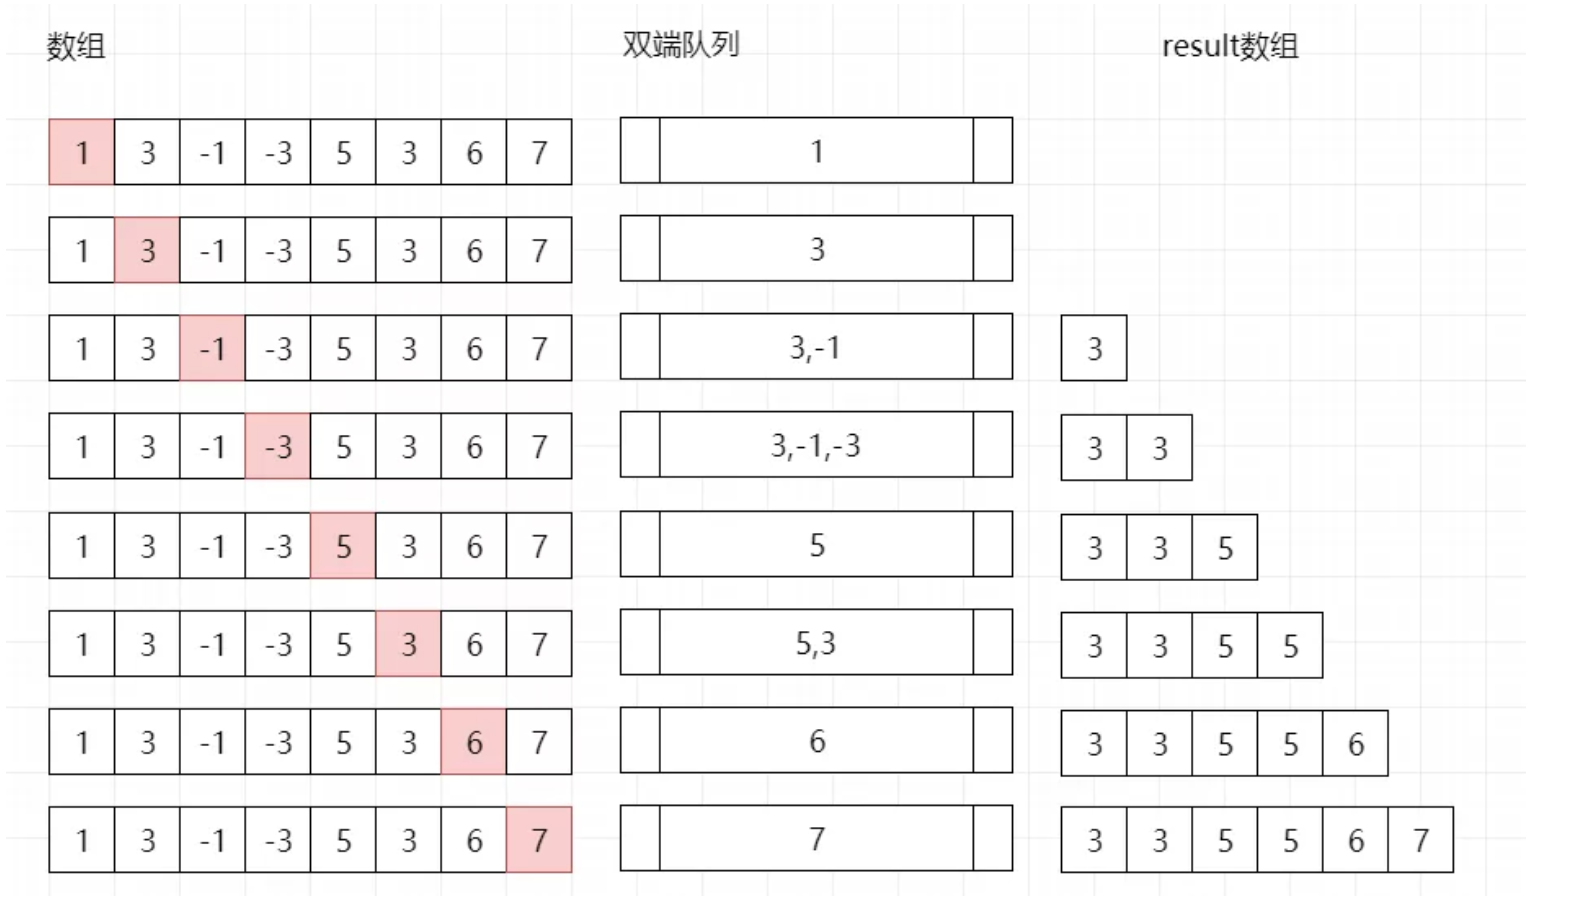 数组 双端队列 result数组
1 3 -1 -3 5 3 6 7 1
1 3 -1 -3 5 3 6 7 3
1 3 -1 -3 5 3 6 7 3,-1 3
1 3 -1 -3 5 3 6 7 3,-1,-3 3 3
1 3 -1 -3 5 3 6 7 5 3 3 5
1 3 -1 -3 5 3 6 7 5,3 3 3 5 5
1 3 -1 -3 5 3 6 7 6 3 3 5 5 6
1 3 -1 -3 5 3 6 7 7 3 3 5 5 6 7